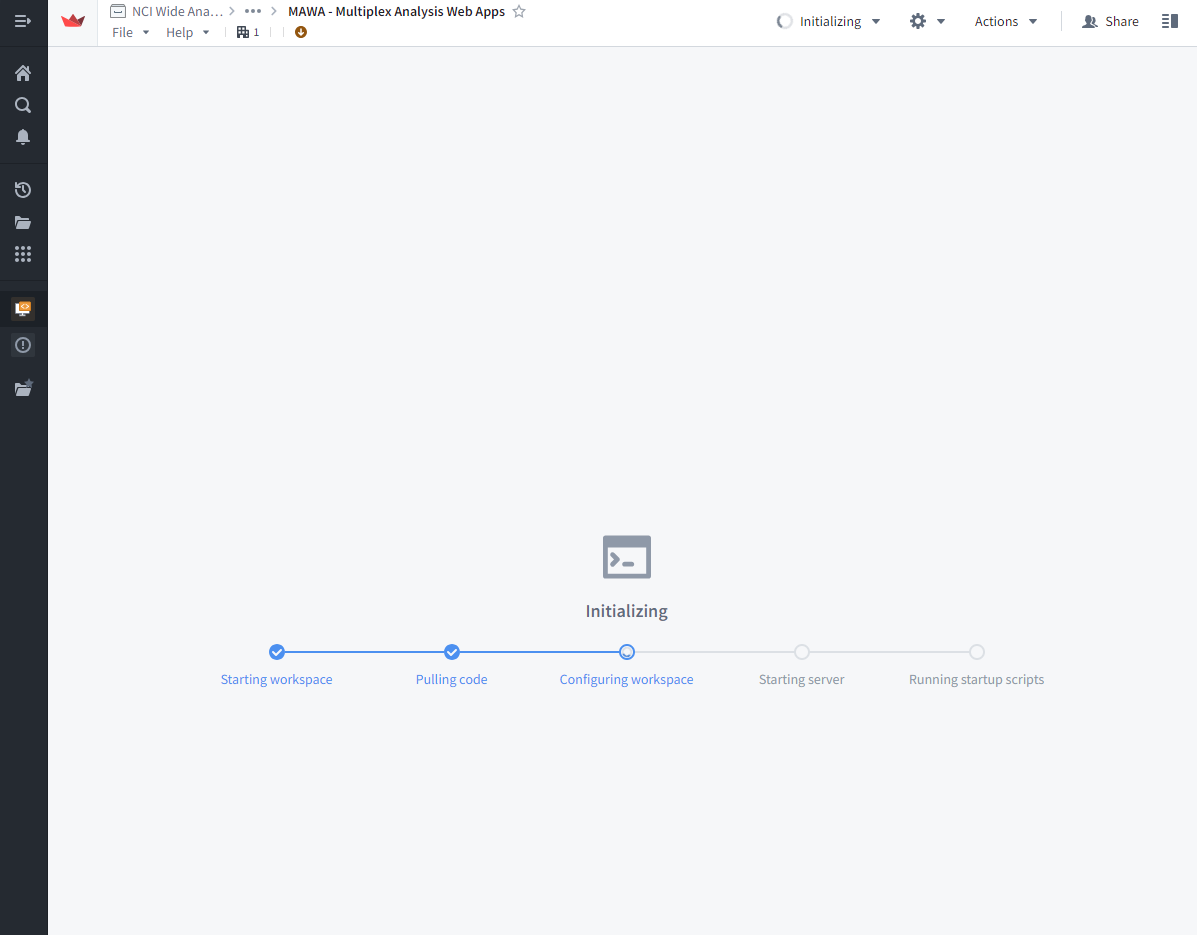 NCI Wide Ana... > ••• > MAWA - Multiplex Analysis Web Apps
File Help 1
Initializing Actions Share
Initializing
Starting workspace Pulling code Configuring workspace Starting server Running startup scripts